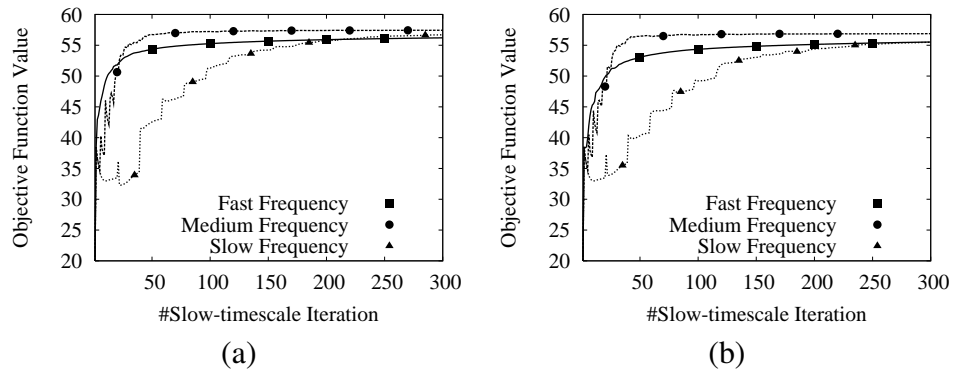 60
55
50
45
40
35
30
25
20
Objective Function Value
Fast Frequency
Medium Frequency
Slow Frequency
50 100 150 200 250 300
#Slow-timescale Iteration
(a)
60
55
50
45
40
35
30
25
20
Objective Function Value
Fast Frequency
Medium Frequency
Slow Frequency
50 100 150 200 250 300
#Slow-timescale Iteration
(b)